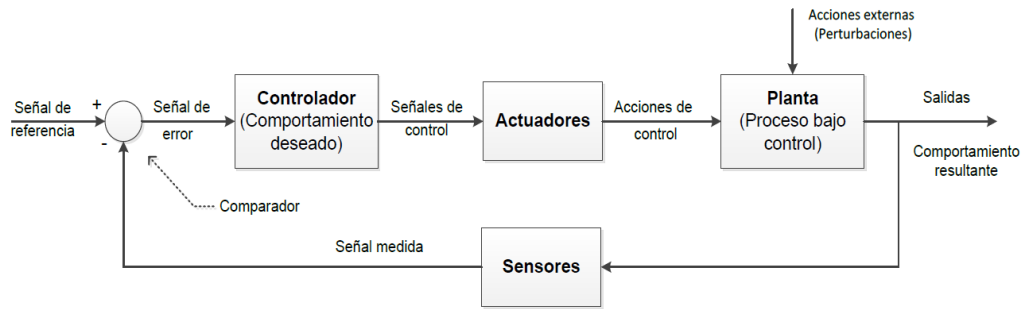 Acciones externas
(Perturbaciones)
Señal de
referencia
+
-
Señal de
error
Controlador
(Comportamiento
deseado)
Señales de
control
Actuadores
Acciones de
control
Planta
(Proceso bajo
control)
Salidas
Comportamiento
resultante
Comparador
Señal medida
Sensores